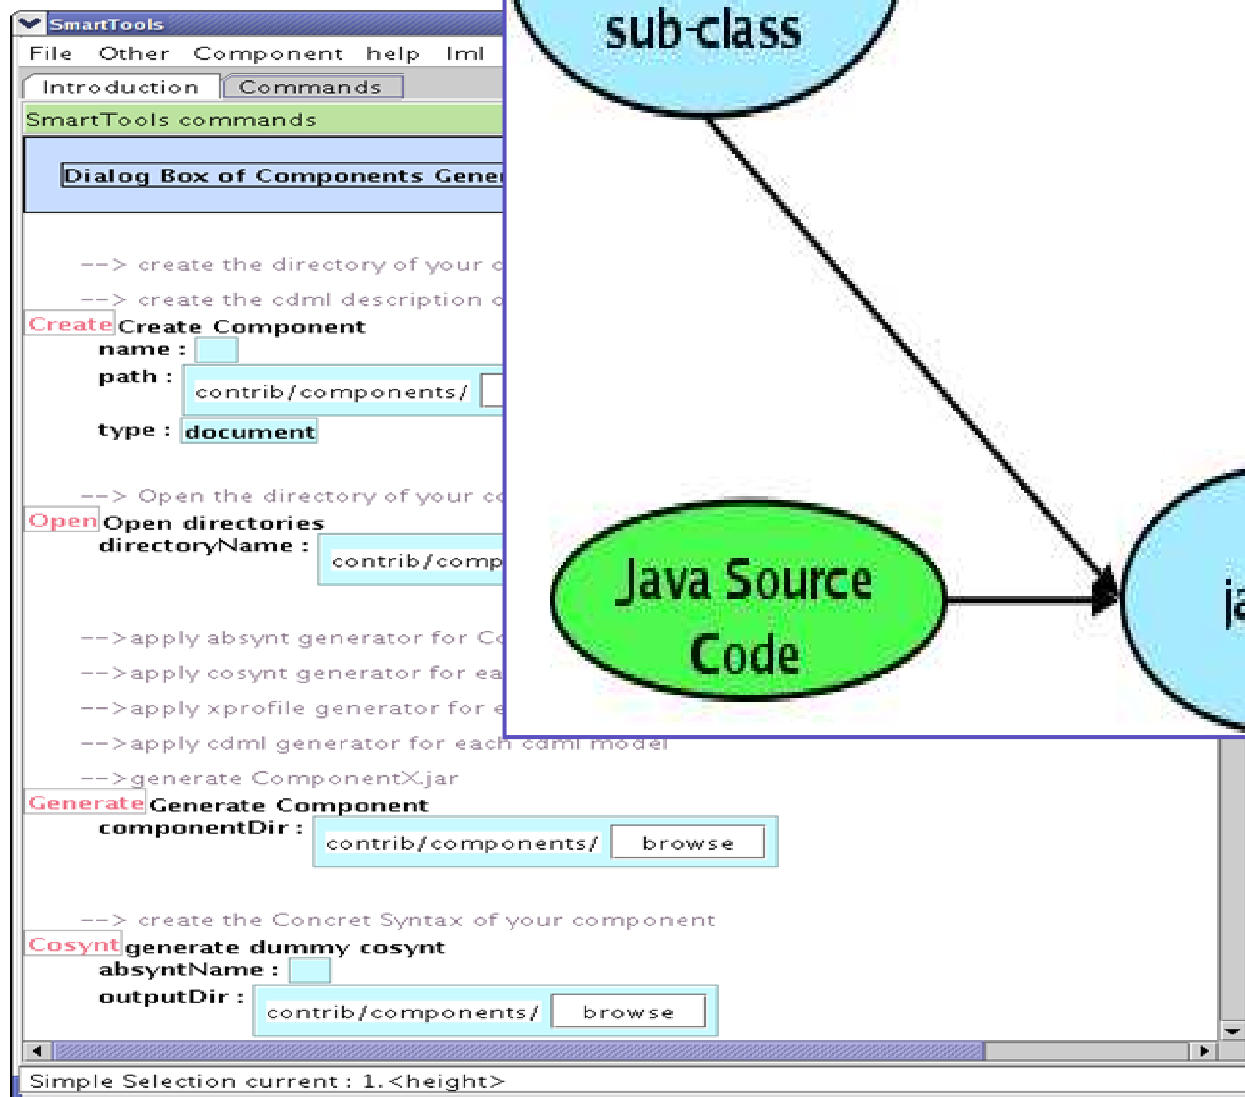 SmartTools
File Other Component help lml
Introduction Commands
SmartTools commands
Dialog Box of Components
--> create the directory of your
--> create the cdml description
Create Create Component
name :
path :
contrib/components/
type : document
--> Open the directory of your
Open Open directories
directoryName :
contrib/comp
-->apply absynt generator for
-->apply cosynt generator for
-->apply xprofile generator for
-->apply cdml generator for each cdml model
-->generate ComponentX.jar
Generate Generate Component
componentDir :
contrib/components/ browse
--> create the Concret Syntax of your component
Cosynt generate dummy cosynt
absyntName :
outputDir :
contrib/components/ browse
Simple Selection current : 1.<height>
sub-class
Java Source
Code